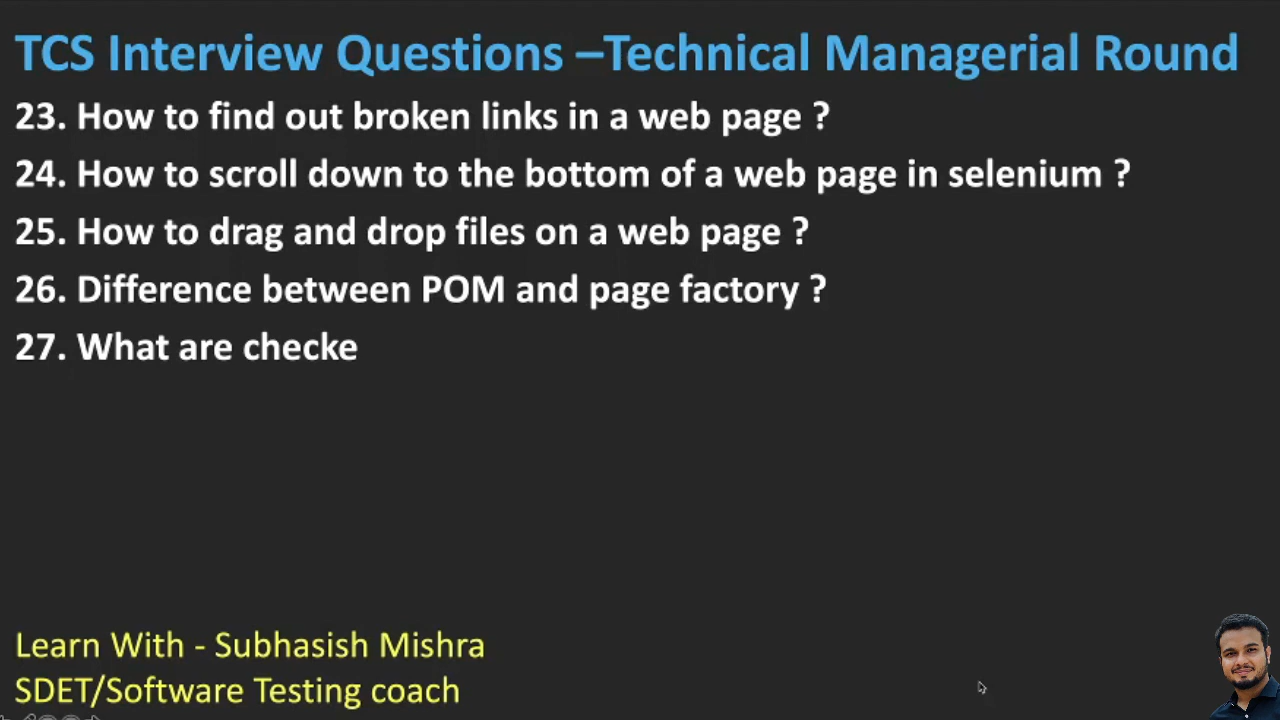 TCS Interview Questions –Technical Managerial Round
23. How to find out broken links in a web page ?
24. How to scroll down to the bottom of a web page in selenium ?
25. How to drag and drop files on a web page ?
26. Difference between POM and page factory ?
27. What are checke
Learn With - Subhasish Mishra
SDET/Software Testing coach